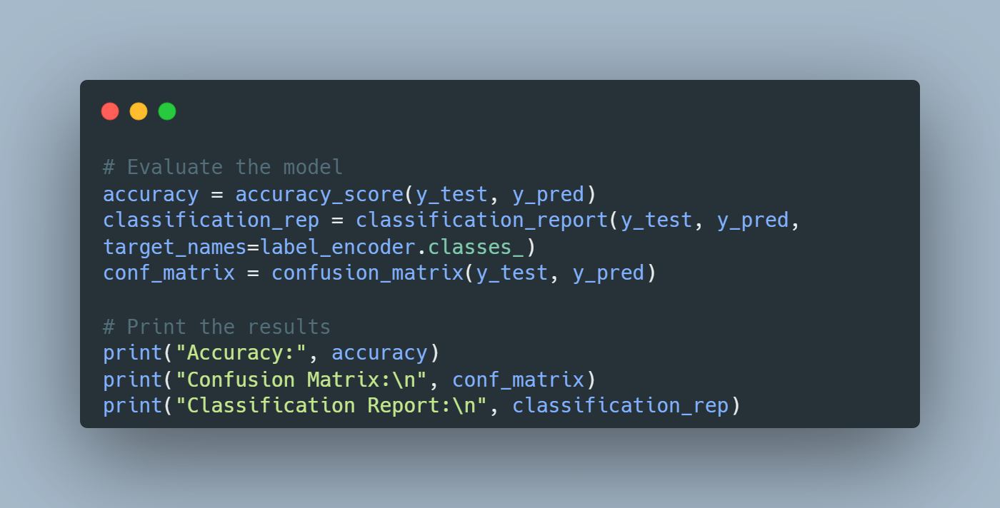 # Evaluate the model
accuracy = accuracy_score(y_test, y_pred)
classification_rep = classification_report(y_test, y_pred,
target_names=label_encoder.classes_)
conf_matrix = confusion_matrix(y_test, y_pred)

# Print the results
print("Accuracy:", accuracy)
print("Confusion Matrix:\n", conf_matrix)
print("Classification Report:\n", classification_rep)